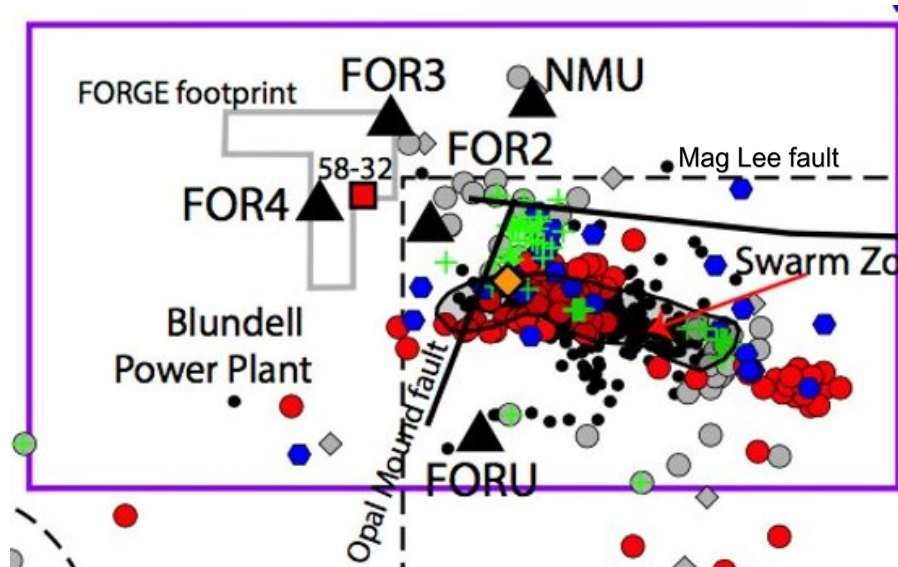 FOR3
NMU
FORGE footprint
FOR2
Mag Lee fault
58-32
FOR4
Swarm Zo
Blundell
Power Plant
Opal Mound fault
FORU